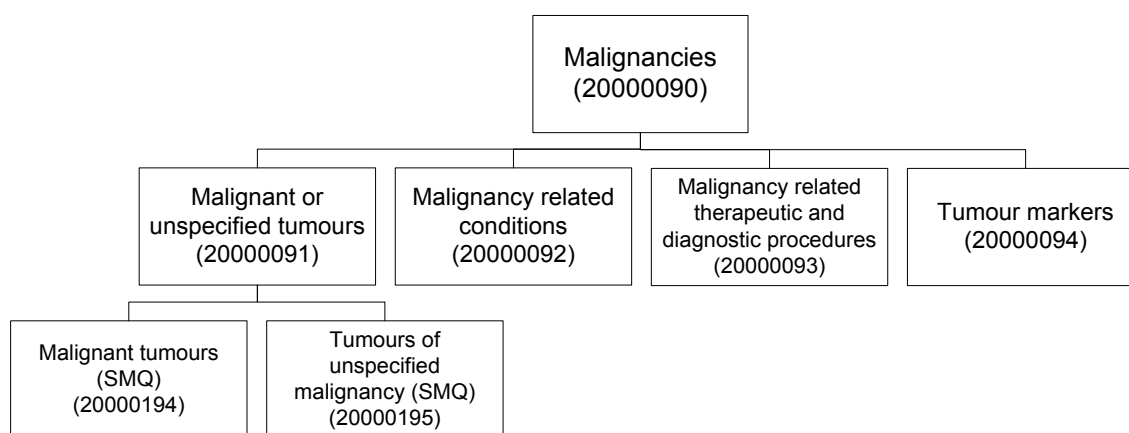 Malignancies
(20000090)
Malignant or
unspecified tumours
(20000091)
Malignancy related
conditions
(20000092)
Malignancy related
therapeutic and
diagnostic procedures
(20000093)
Tumour markers
(20000094)
Malignant tumours
(SMQ)
(20000194)
Tumours of
unspecified
malignancy (SMQ)
(20000195)